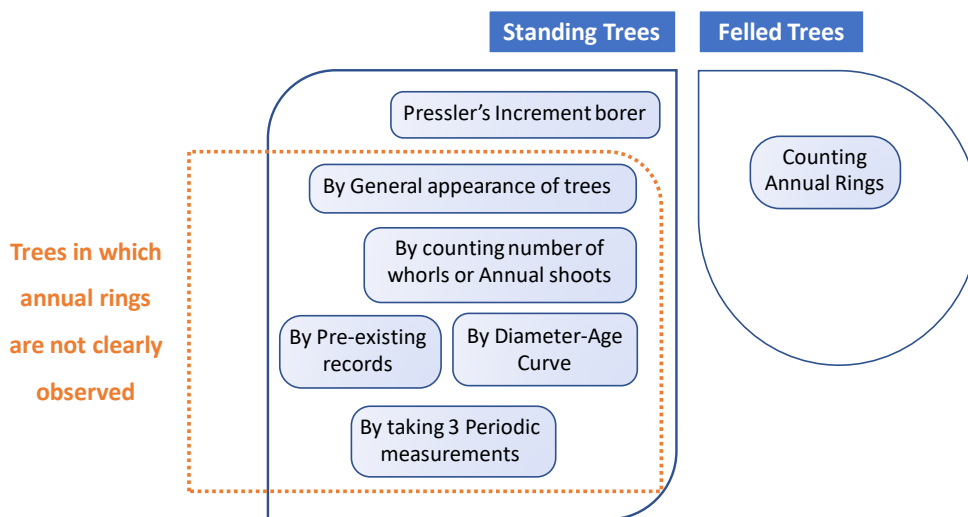 Standing Trees
Felled Trees
Pressler’s Increment borer
By General appearance of trees
By counting number of
whorls or Annual shoots
By Pre-existing
records
By Diameter-Age
Curve
By taking 3 Periodic
measurements
Counting
Annual Rings
Trees in which
annual rings
are not clearly
observed